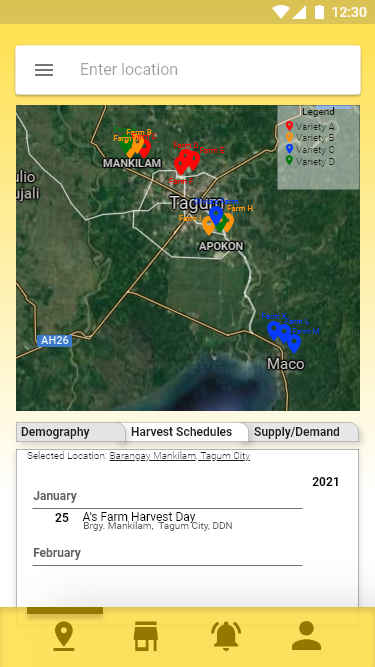 12:30
Enter location
Legend
Variety A
Variety B
Variety C
Variety D
Farm B
MANKILAM
ulio
ujali
Tagum
Farm H
APOKON
AH26
Maco
Demography Harvest Schedules Supply/Demand
Selected Location: Barangay Mankilam, Tagum City
2021
January
25 A's Farm Harvest Day
Brgy. Mankilam, Tagum City, DDN
February